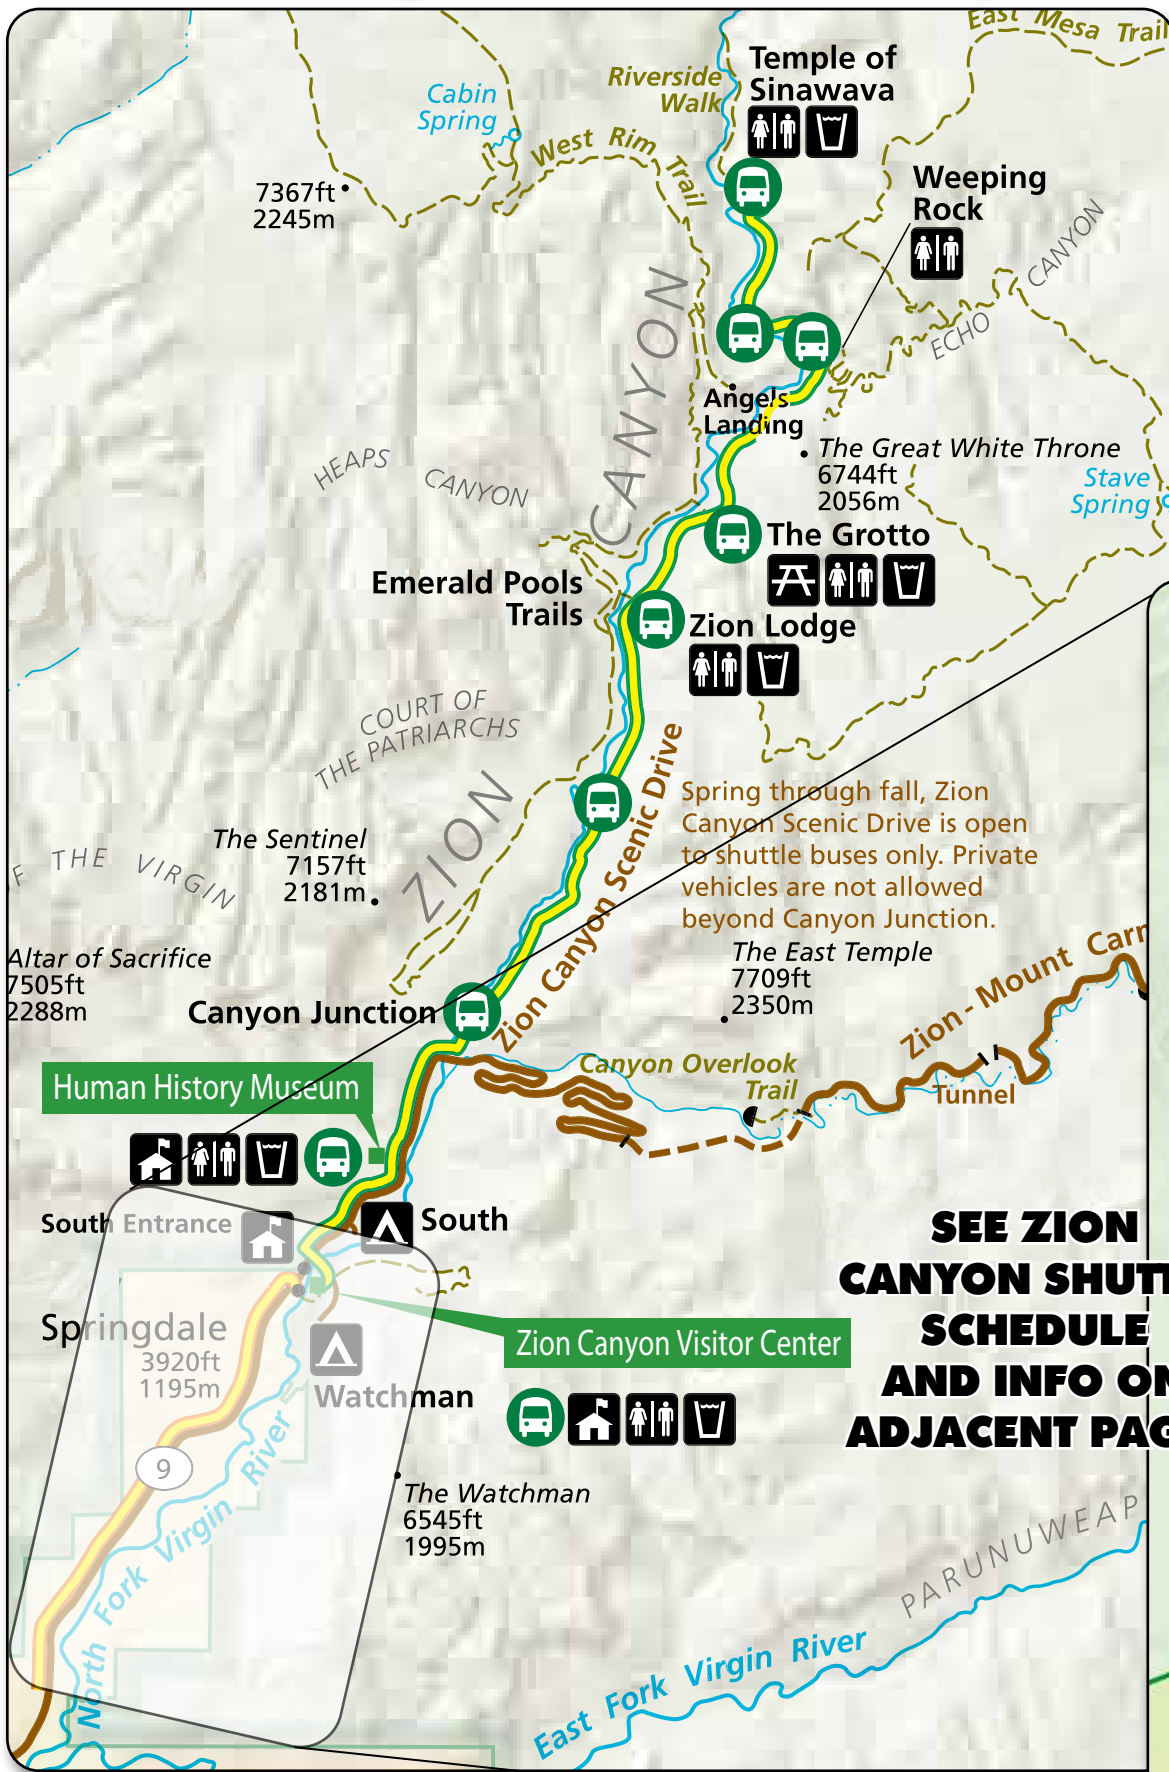 East Mesa Trail
Temple of
Sinawava
Riverside
Walk
Cabin
Spring
West Rim Trail
Weeping
Rock
7367ft
2245m
CANYON
ECHO
Angels
Landing
The Great White Throne
6744ft
2056m
Stave
Spring
HEAPS CANYON
CANYON
The Grotto
Emerald Pools
Trails
Zion Lodge
COURT OF
THE PATRIARCHS
ZION
Zion Canyon Scenic Drive
Spring through fall, Zion
Canyon Scenic Drive is open
to shuttle buses only. Private
vehicles are not allowed
beyond Canyon Junction.
The Sentinel
7157ft
2181m
F THE VIRGIN
Altar of Sacrifice
7505ft
2288m
The East Temple
7709ft
2350m
Zion - Mount Carm
Canyon Junction
Canyon Overlook
Trail
Tunnel
Human History Museum
South Entrance
South
SEE ZION
CANYON SHUTT
SCHEDULE
AND INFO ON
ADJACENT PAG
Springdale
3920ft
1195m
Zion Canyon Visitor Center
Watchman
9
The Watchman
6545ft
1995m
North Fork Virgin River
PARUNUWEAP
East Fork Virgin River